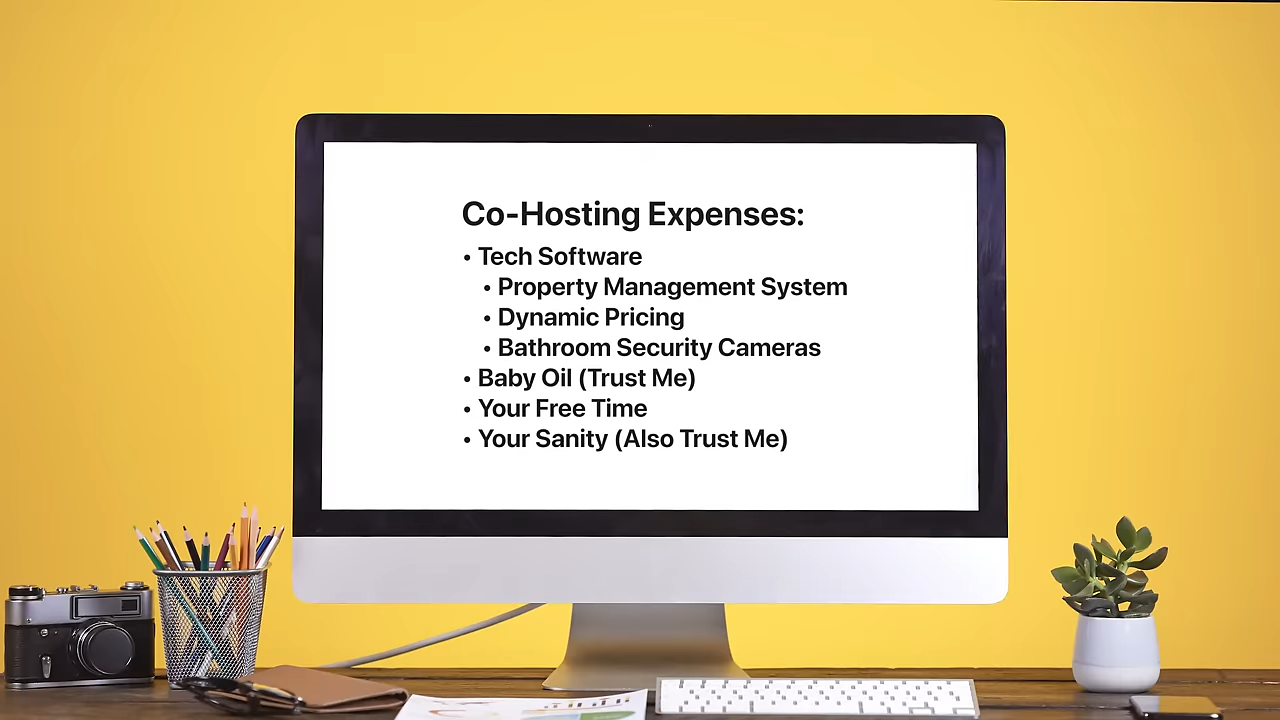 Co-Hosting Expenses:
• Tech Software
• Property Management System
• Dynamic Pricing
• Bathroom Security Cameras
• Baby Oil (Trust Me)
• Your Free Time
• Your Sanity (Also Trust Me)